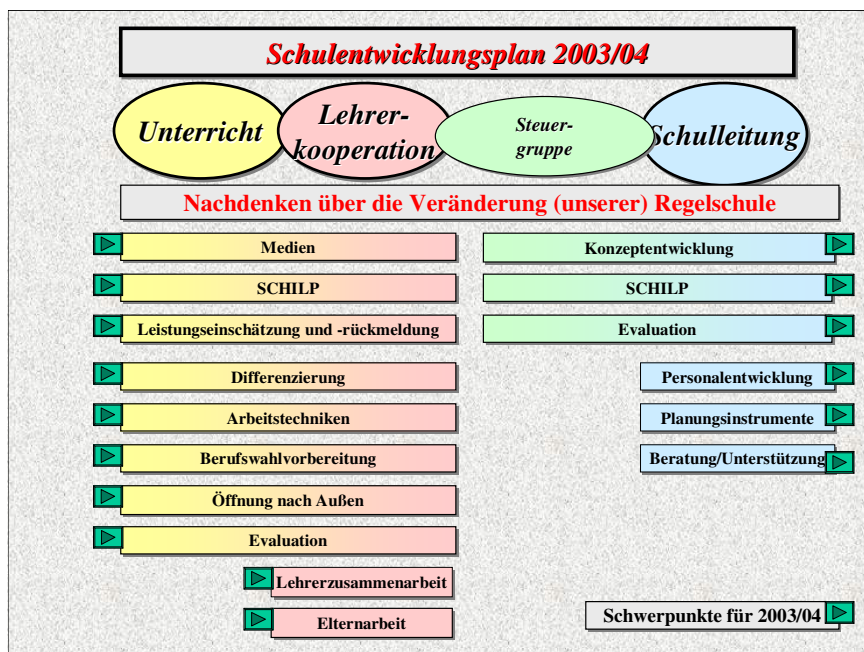 Schulentwicklungsplan 2003/04
Unterricht
Lehrer-
kooperation
Steuer-
gruppe
Schulleitung
Nachdenken über die Veränderung (unserer) Regelschule
Medien
SCHILP
Leistungseinschätzung und -rückmeldung
Differenzierung
Arbeitstechniken
Berufswahlvorbereitung
Öffnung nach Außen
Evaluation
Lehrerzusammenarbeit
Elternarbeit
Konzeptentwicklung
SCHILP
Evaluation
Personalentwicklung
Planungsinstrumente
Beratung/Unterstützung
Schwerpunkte für 2003/04